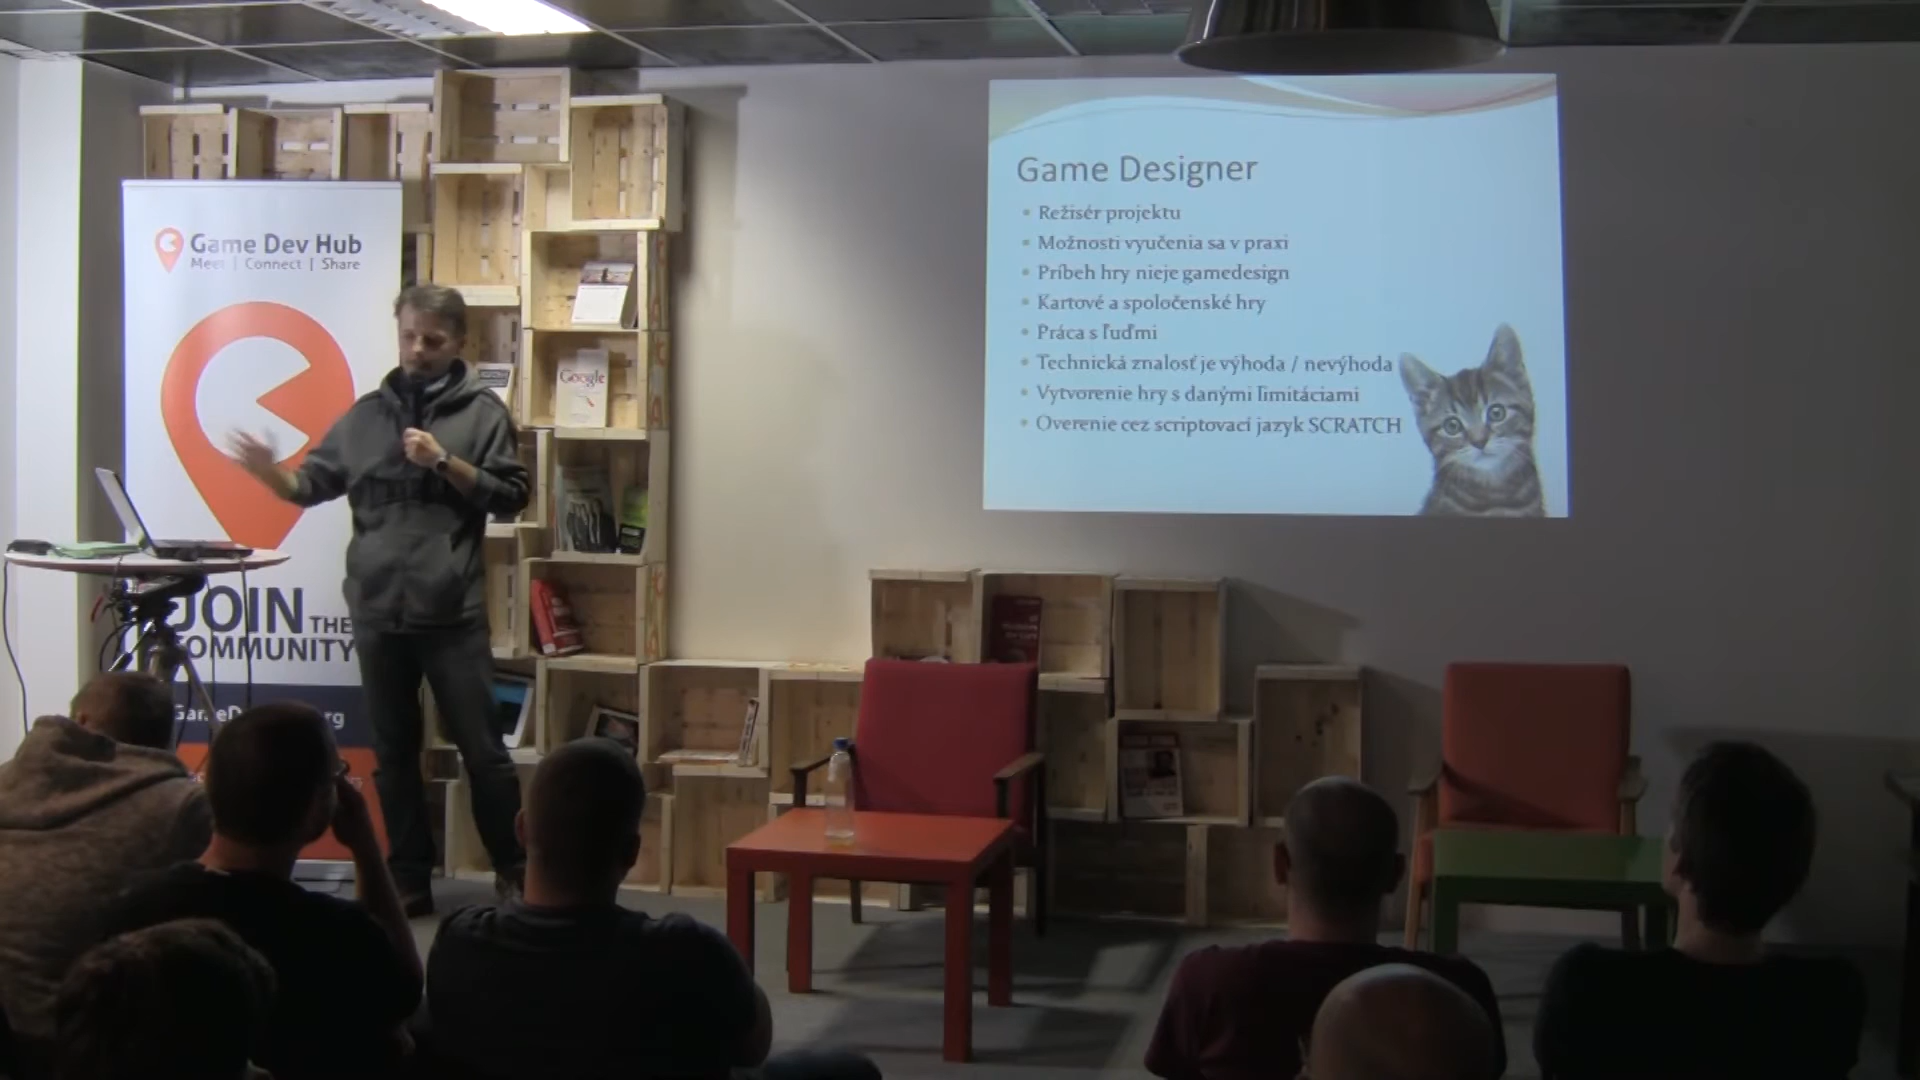 Game Dev Hub
Meet | Connect | Share
JOIN THE
COMMUNITY
Google
Game Designer
• Režisér projektu
• Možnosti vyučenia sa v praxi
• Príbeh hry nieje gamedesign
• Kartové a spoločenské hry
• Práca s ľuďmi
• Technická znalosť je výhoda / nevýhoda
• Vytvorenie hry s danými limitáciami
• Overenie cez scriptovací jazyk SCRATCH